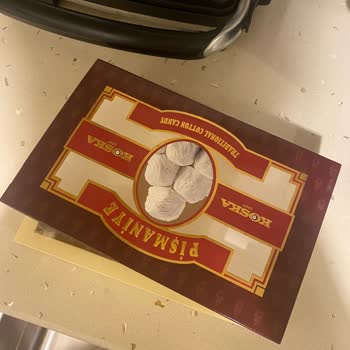 PİŞMANİYE
KOSKA
KOSKA
TRADITIONAL COTTON CANDY